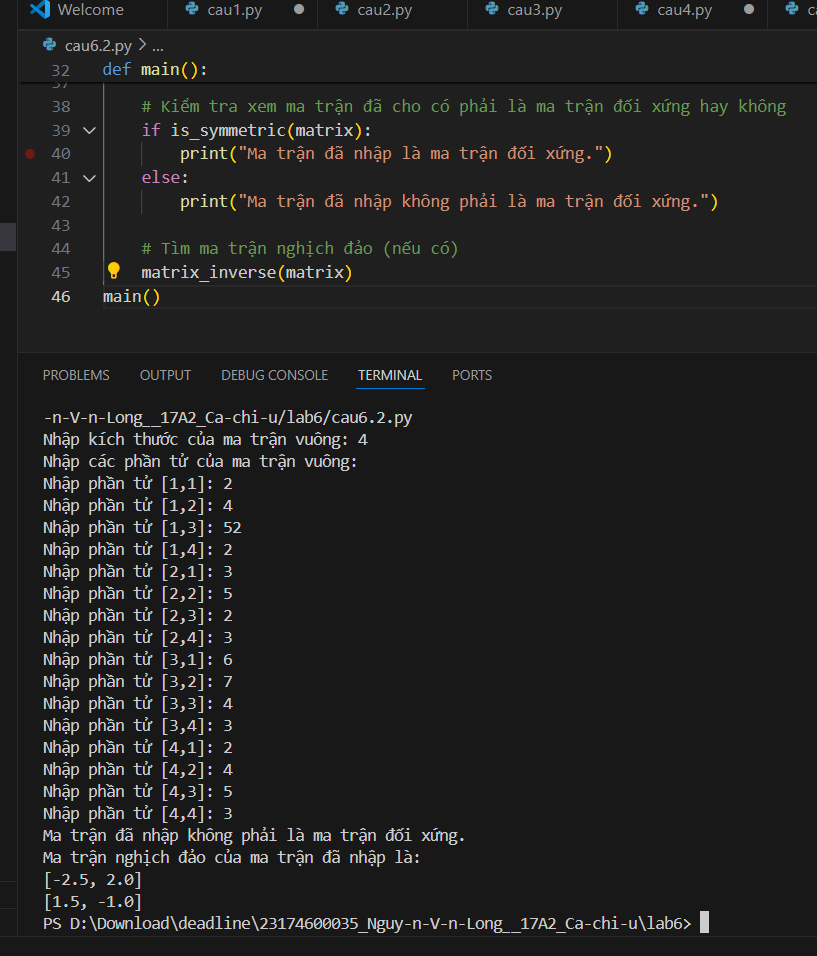 Welcome cau1.py cau2.py cau3.py cau4.py
cau6.2.py > ...
32 def main():
38 # Kiểm tra xem ma trận đã cho có phải là ma trận đối xứng hay không
39 if is_symmetric(matrix):
40 print("Ma trận đã nhập là ma trận đối xứng.")
41 else:
42 print("Ma trận đã nhập không phải là ma trận đối xứng.")
43
44 # Tìm ma trận nghịch đảo (nếu có)
45 matrix_inverse(matrix)
46 main()
PROBLEMS OUTPUT DEBUG CONSOLE TERMINAL PORTS
-n-V-n-Long__17A2_Ca-chi-u/lab6/cau6.2.py
Nhập kích thước của ma trận vuông: 4
Nhập các phần tử của ma trận vuông:
Nhập phần tử [1,1]: 2
Nhập phần tử [1,2]: 4
Nhập phần tử [1,3]: 52
Nhập phần tử [1,4]: 2
Nhập phần tử [2,1]: 3
Nhập phần tử [2,2]: 5
Nhập phần tử [2,3]: 2
Nhập phần tử [2,4]: 3
Nhập phần tử [3,1]: 6
Nhập phần tử [3,2]: 7
Nhập phần tử [3,3]: 4
Nhập phần tử [3,4]: 3
Nhập phần tử [4,1]: 2
Nhập phần tử [4,2]: 4
Nhập phần tử [4,3]: 5
Nhập phần tử [4,4]: 3
Ma trận đã nhập không phải là ma trận đối xứng.
Ma trận nghịch đảo của ma trận đã nhập là:
[-2.5, 2.0]
[1.5, -1.0]
PS D:\Download\deadline\23174600035_Nguy-n-V-n-Long__17A2_Ca-chi-u\lab6>